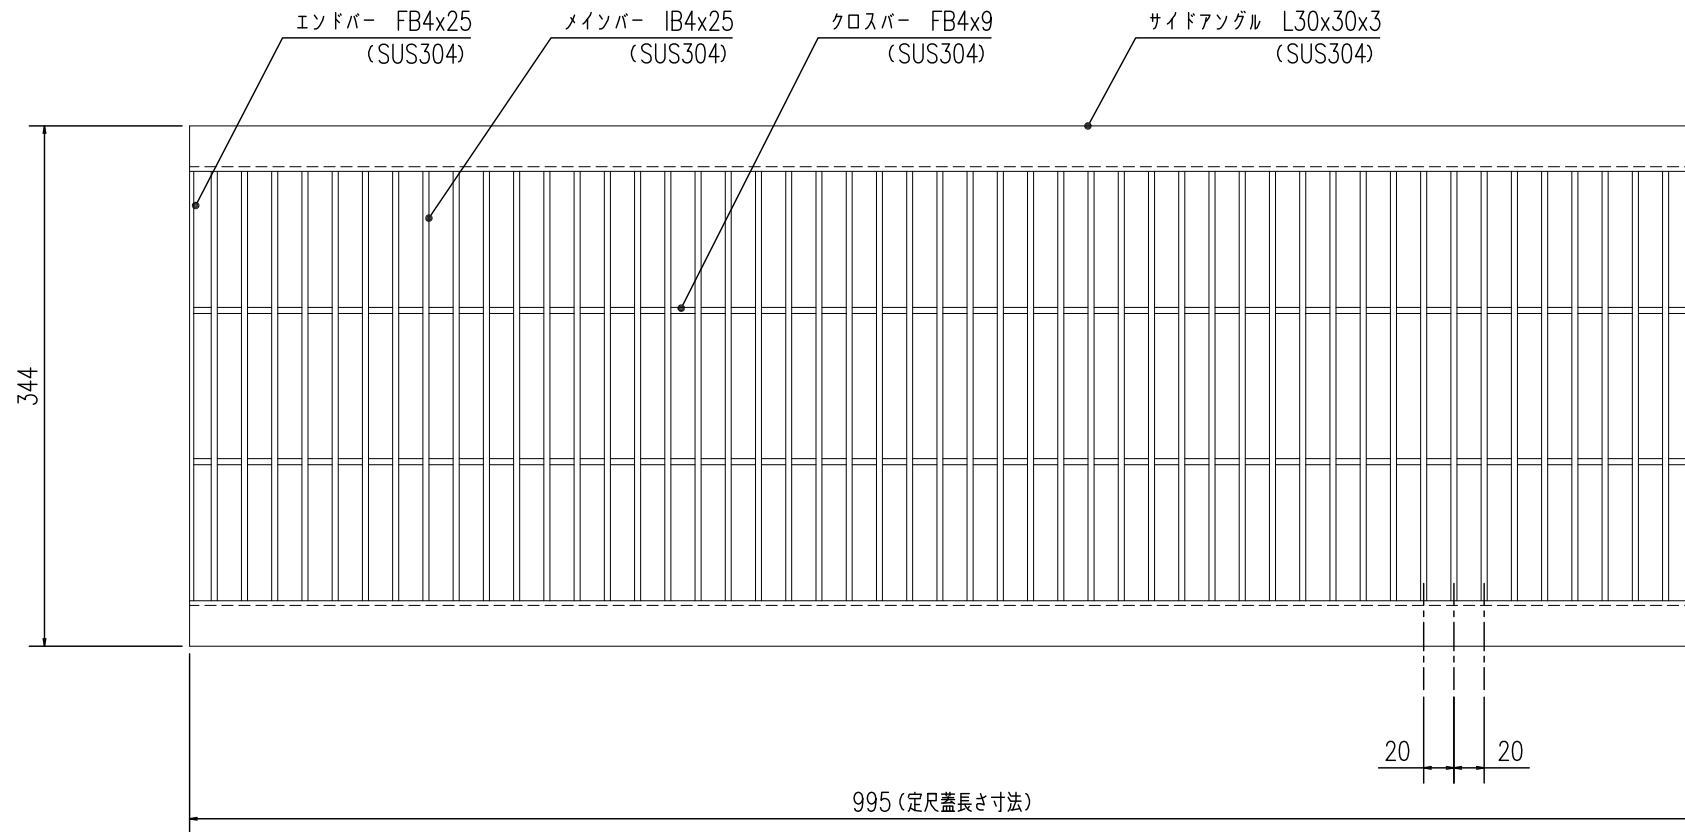 エンドバー FB4x25
(SUS304)
メインバー IB4x25
(SUS304)
クロスバー FB4x9
(SUS304)
サイドアングル L30x30x3
(SUS304)
344
20
20
995(定尺蓋長さ寸法)